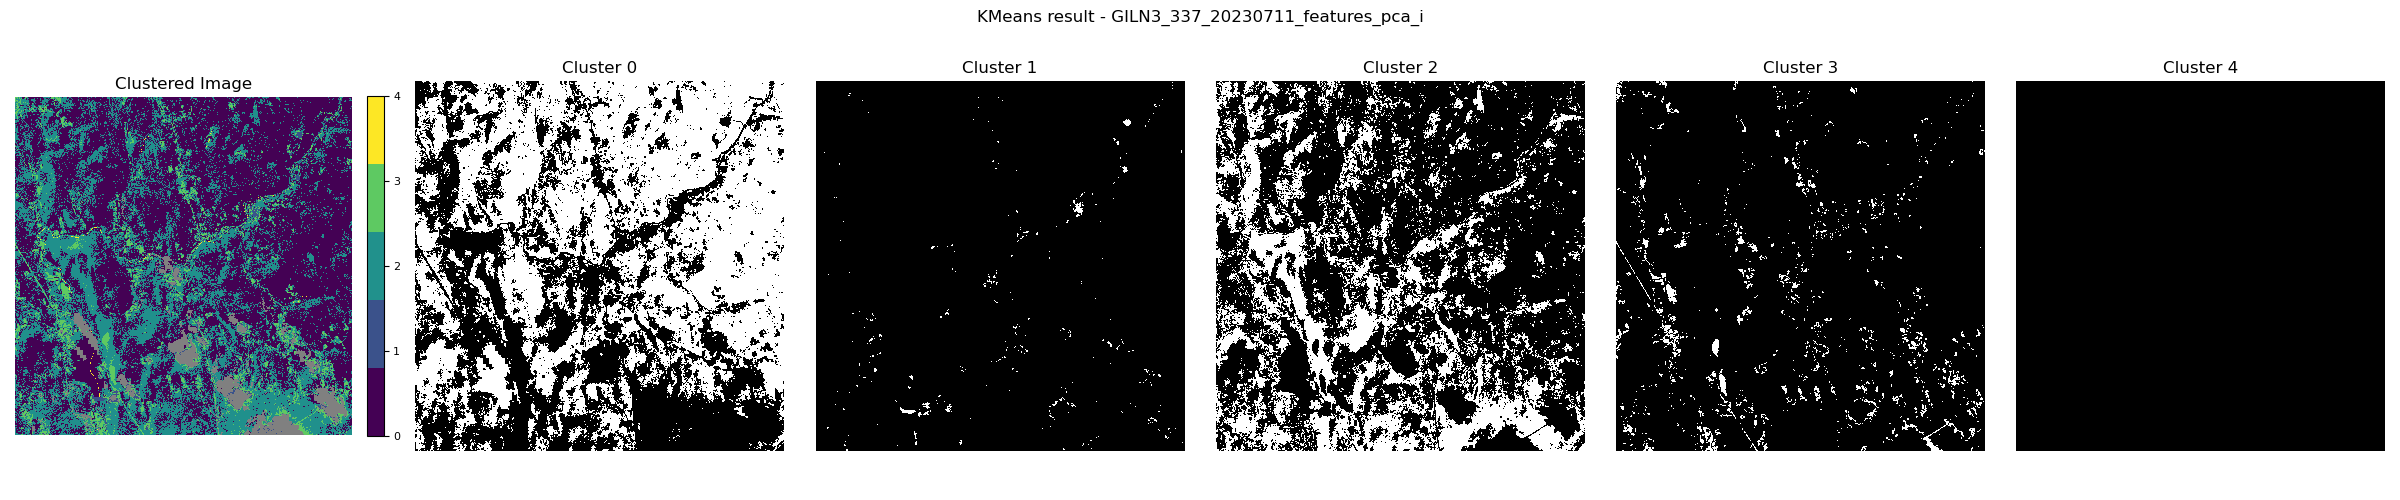 KMeans result - GILN3_337_20230711_features_pca_i
Clustered Image
4
3
2
1
0
Cluster 0
Cluster 1
Cluster 2
Cluster 3
Cluster 4